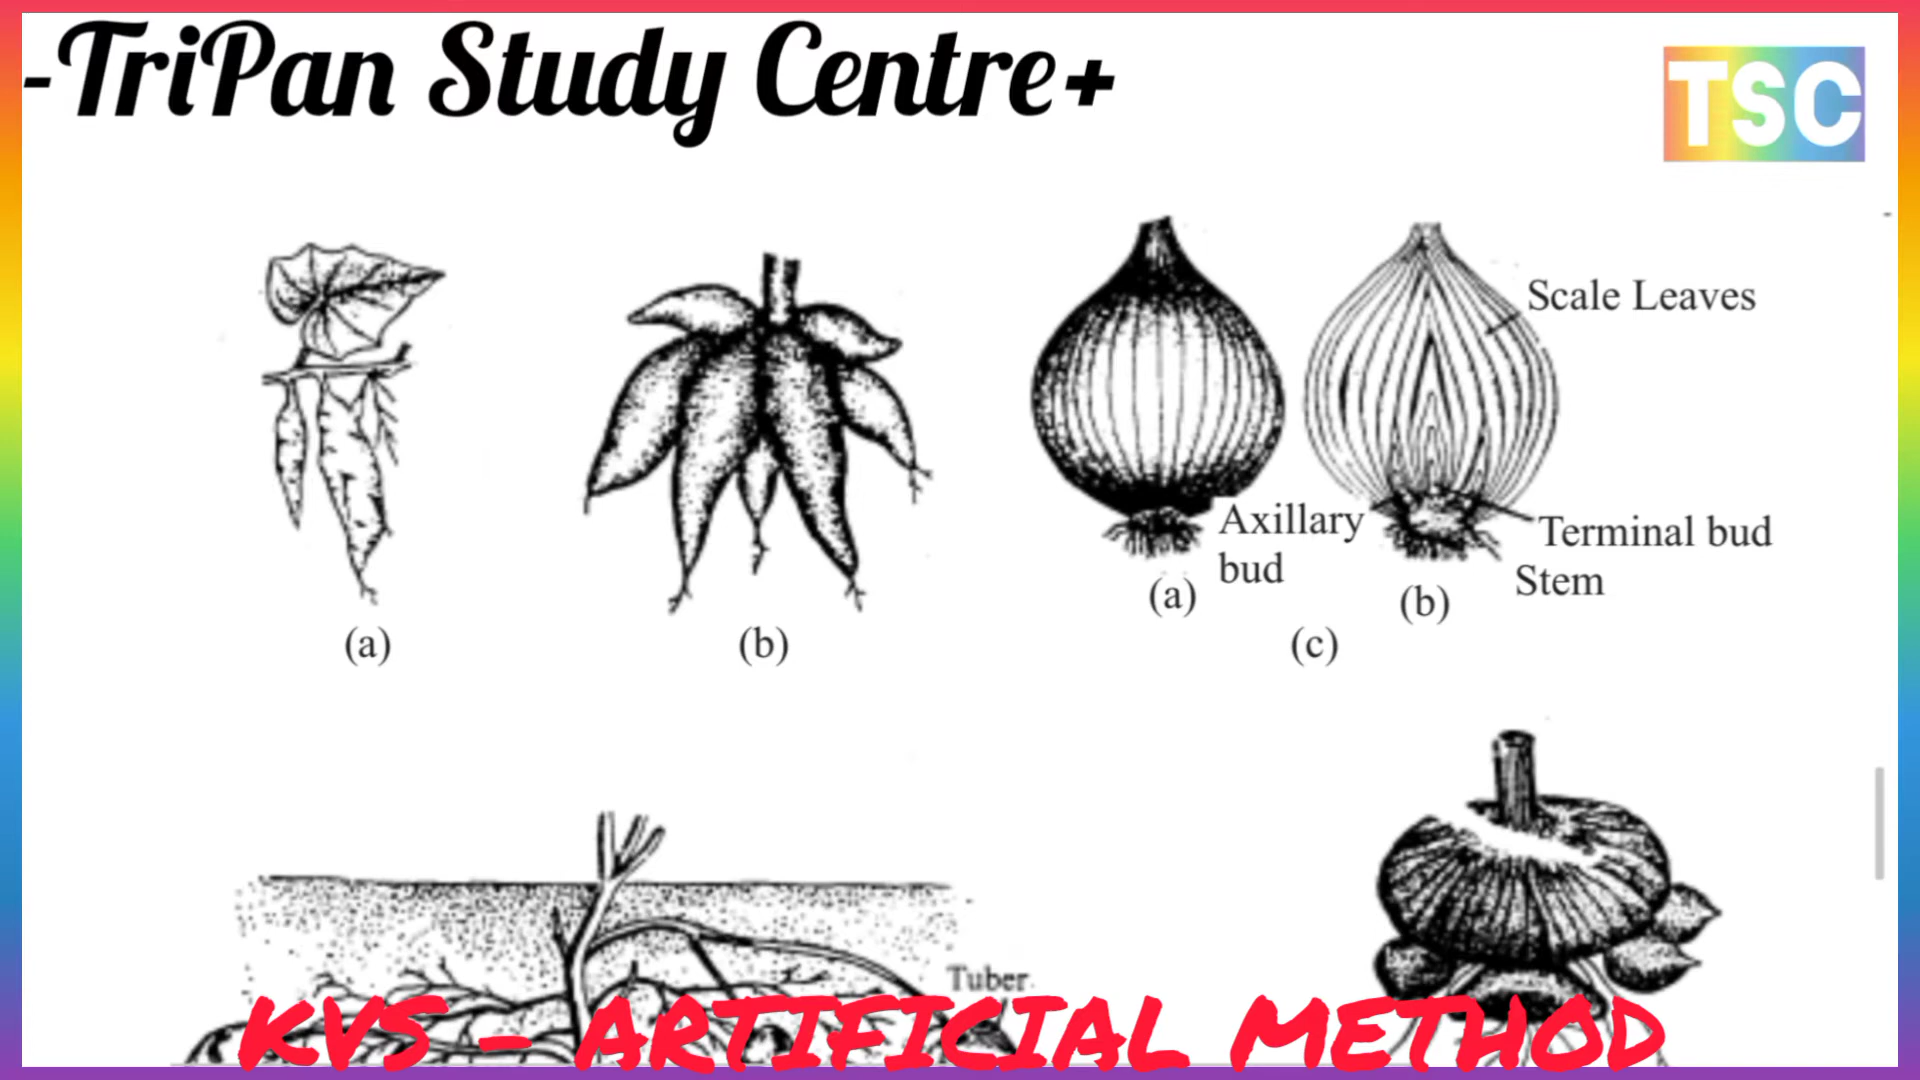 -TriPan Study Centre+
TSC
Scale Leaves
Axillary
bud
Terminal bud
Stem
(a)
(b)
(a)
(b)
(c)
Tuber
KVS - ARTIFICIAL METHOD